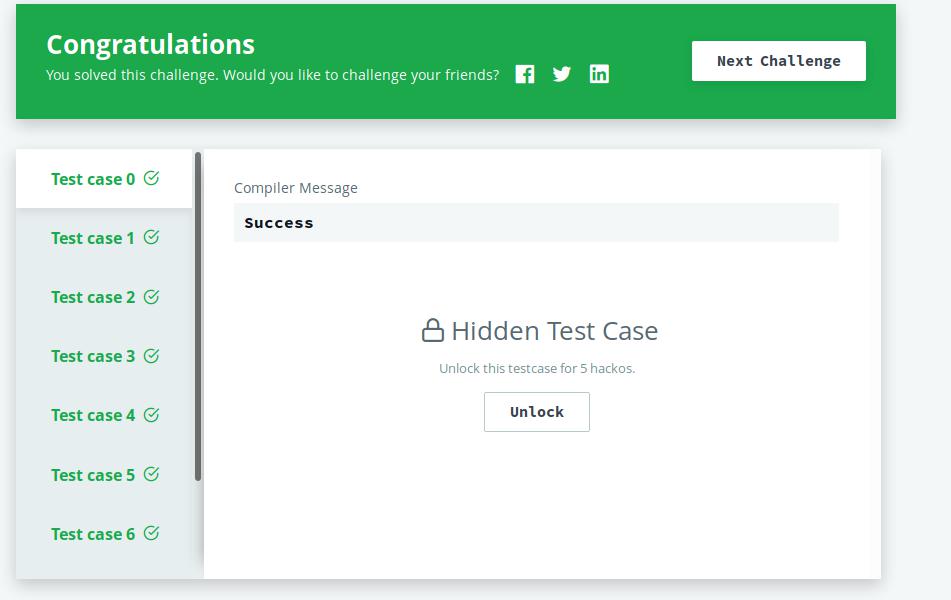 Congratulations
You solved this challenge. Would you like to challenge your friends?
Next Challenge
Test case 0
Test case 1
Test case 2
Test case 3
Test case 4
Test case 5
Test case 6
Compiler Message
Success
Hidden Test Case
Unlock this testcase for 5 hackos.
Unlock